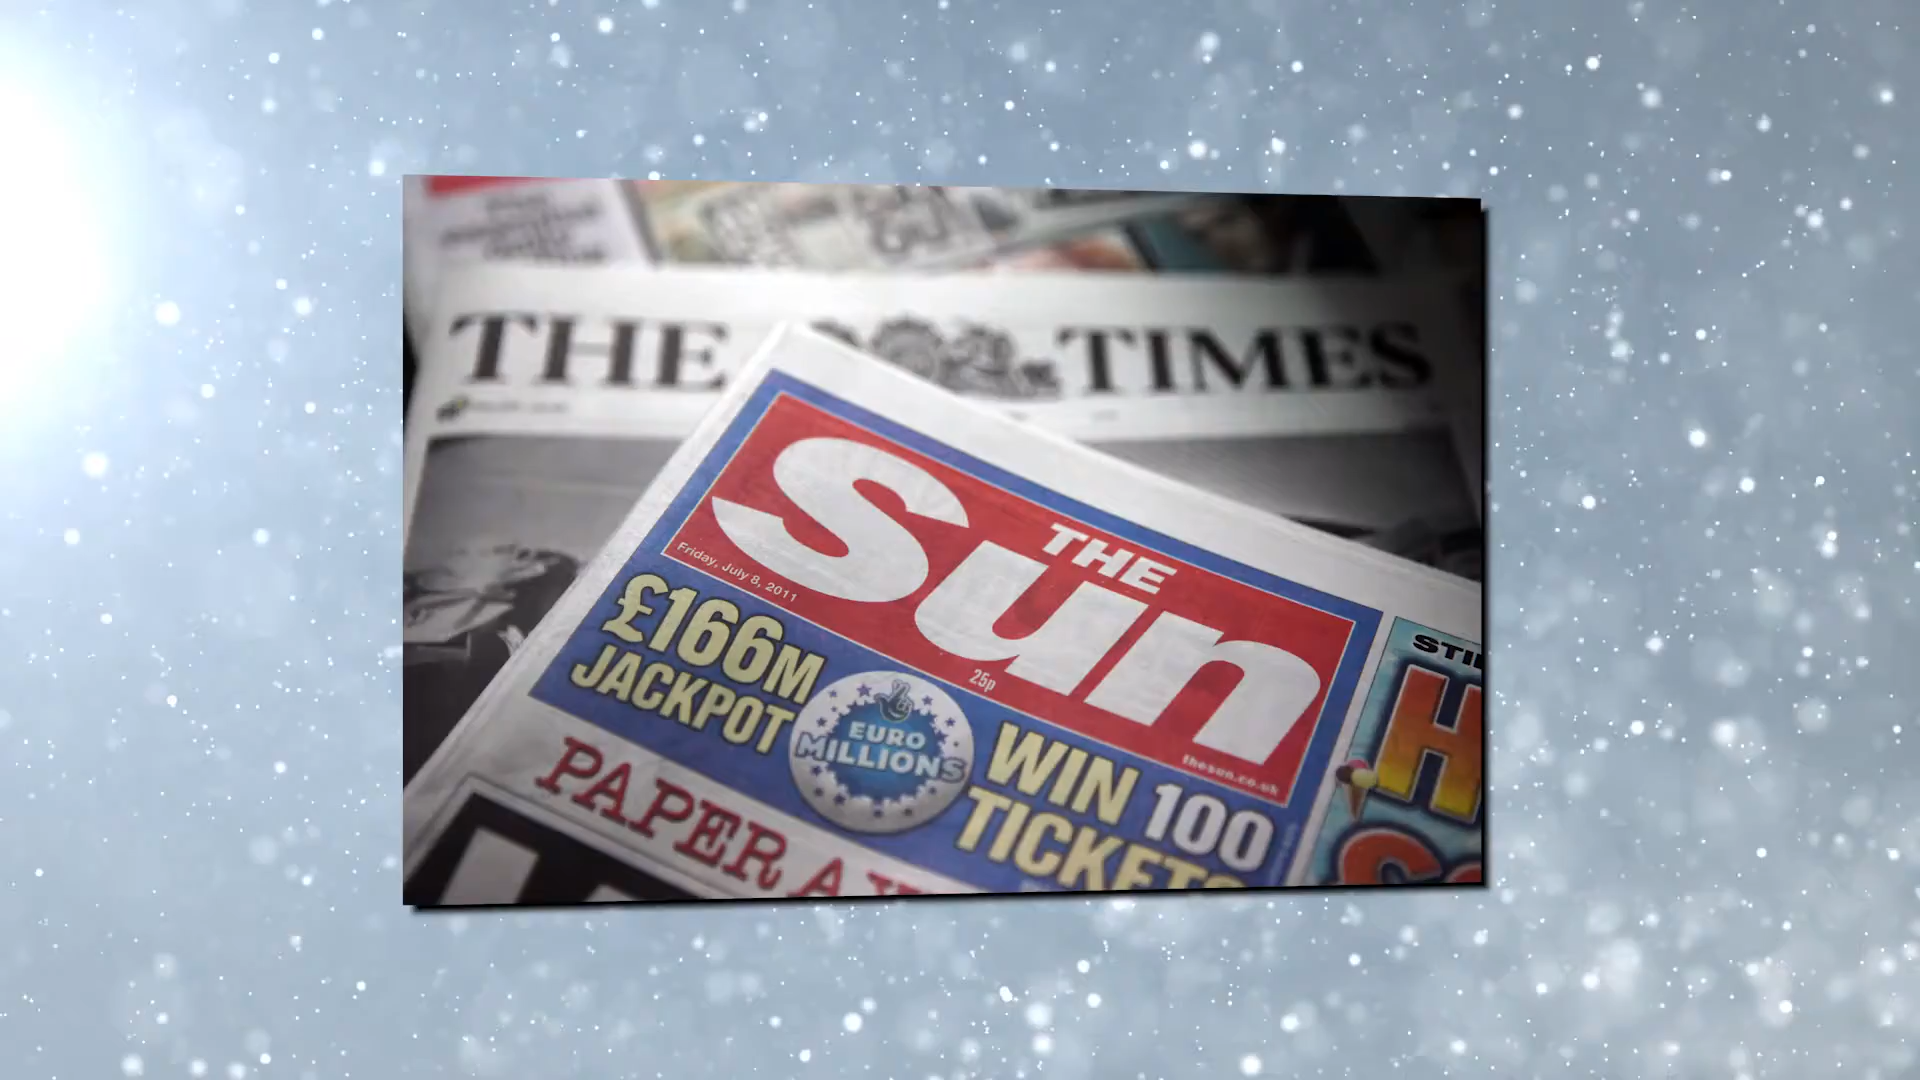 THE TIMES
THE
Sun
Friday, July 8, 2011
25p
thesun.co.uk
£166M
JACKPOT
EURO
MILLIONS
WIN 100
TICKETS
PAPER